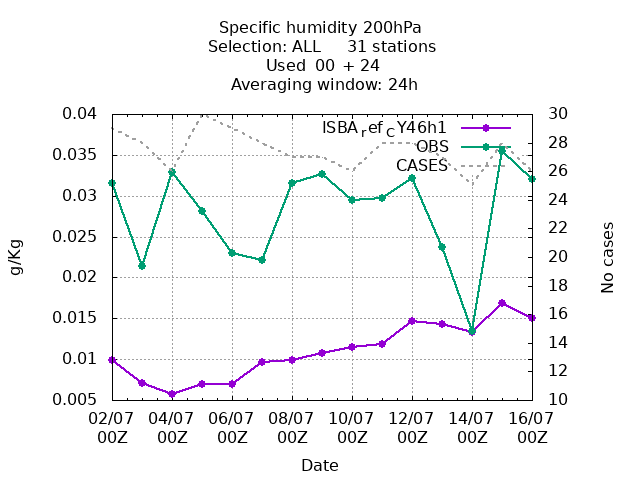 Specific humidity 200hPa
Selection: ALL 31 stations
Used 00 + 24
Averaging window: 24h
ISBA_ref_CY46h1
OBS
CASES
g/Kg
0.04
0.035
0.03
0.025
0.02
0.015
0.01
0.005
30
28
26
24
22
20
18
16
14
12
10
No cases
02/07 04/07 06/07 08/07 10/07 12/07 14/07 16/07
00Z 00Z 00Z 00Z 00Z 00Z 00Z 00Z
Date